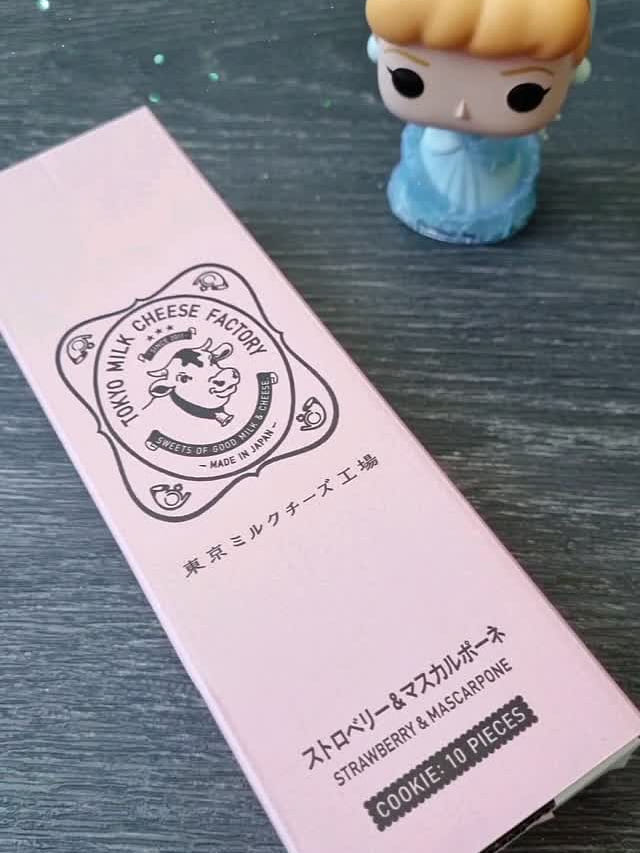 TOKYO MILK CHEESE FACTORY
SINCE 2011
SWEETS OF GOOD MILK & CHEESE
– MADE IN JAPAN –
東京ミルクチーズ工場
ストロベリー&マスカルポーネ
STRAWBERRY & MASCARPONE
COOKIE: 10 PIECES